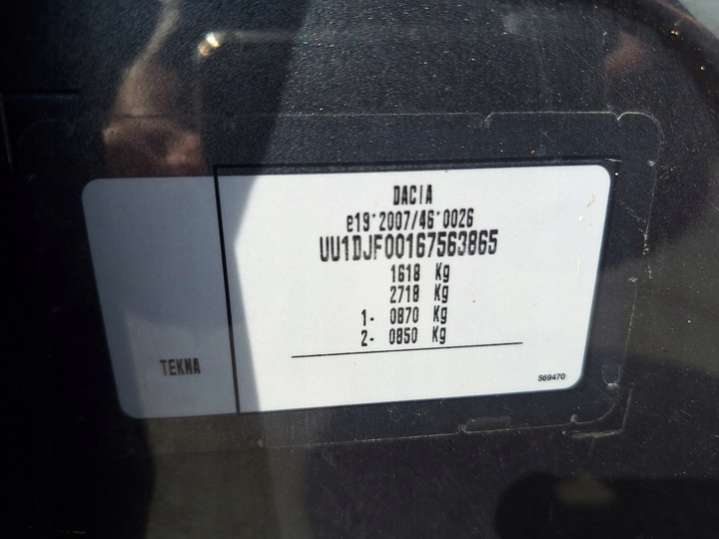 DACIA
e19*2007/46*0026
UU1DJF00167563865
1618 Kg
2718 Kg
1- 0870 Kg
2- 0850 Kg
TEKNA
569470